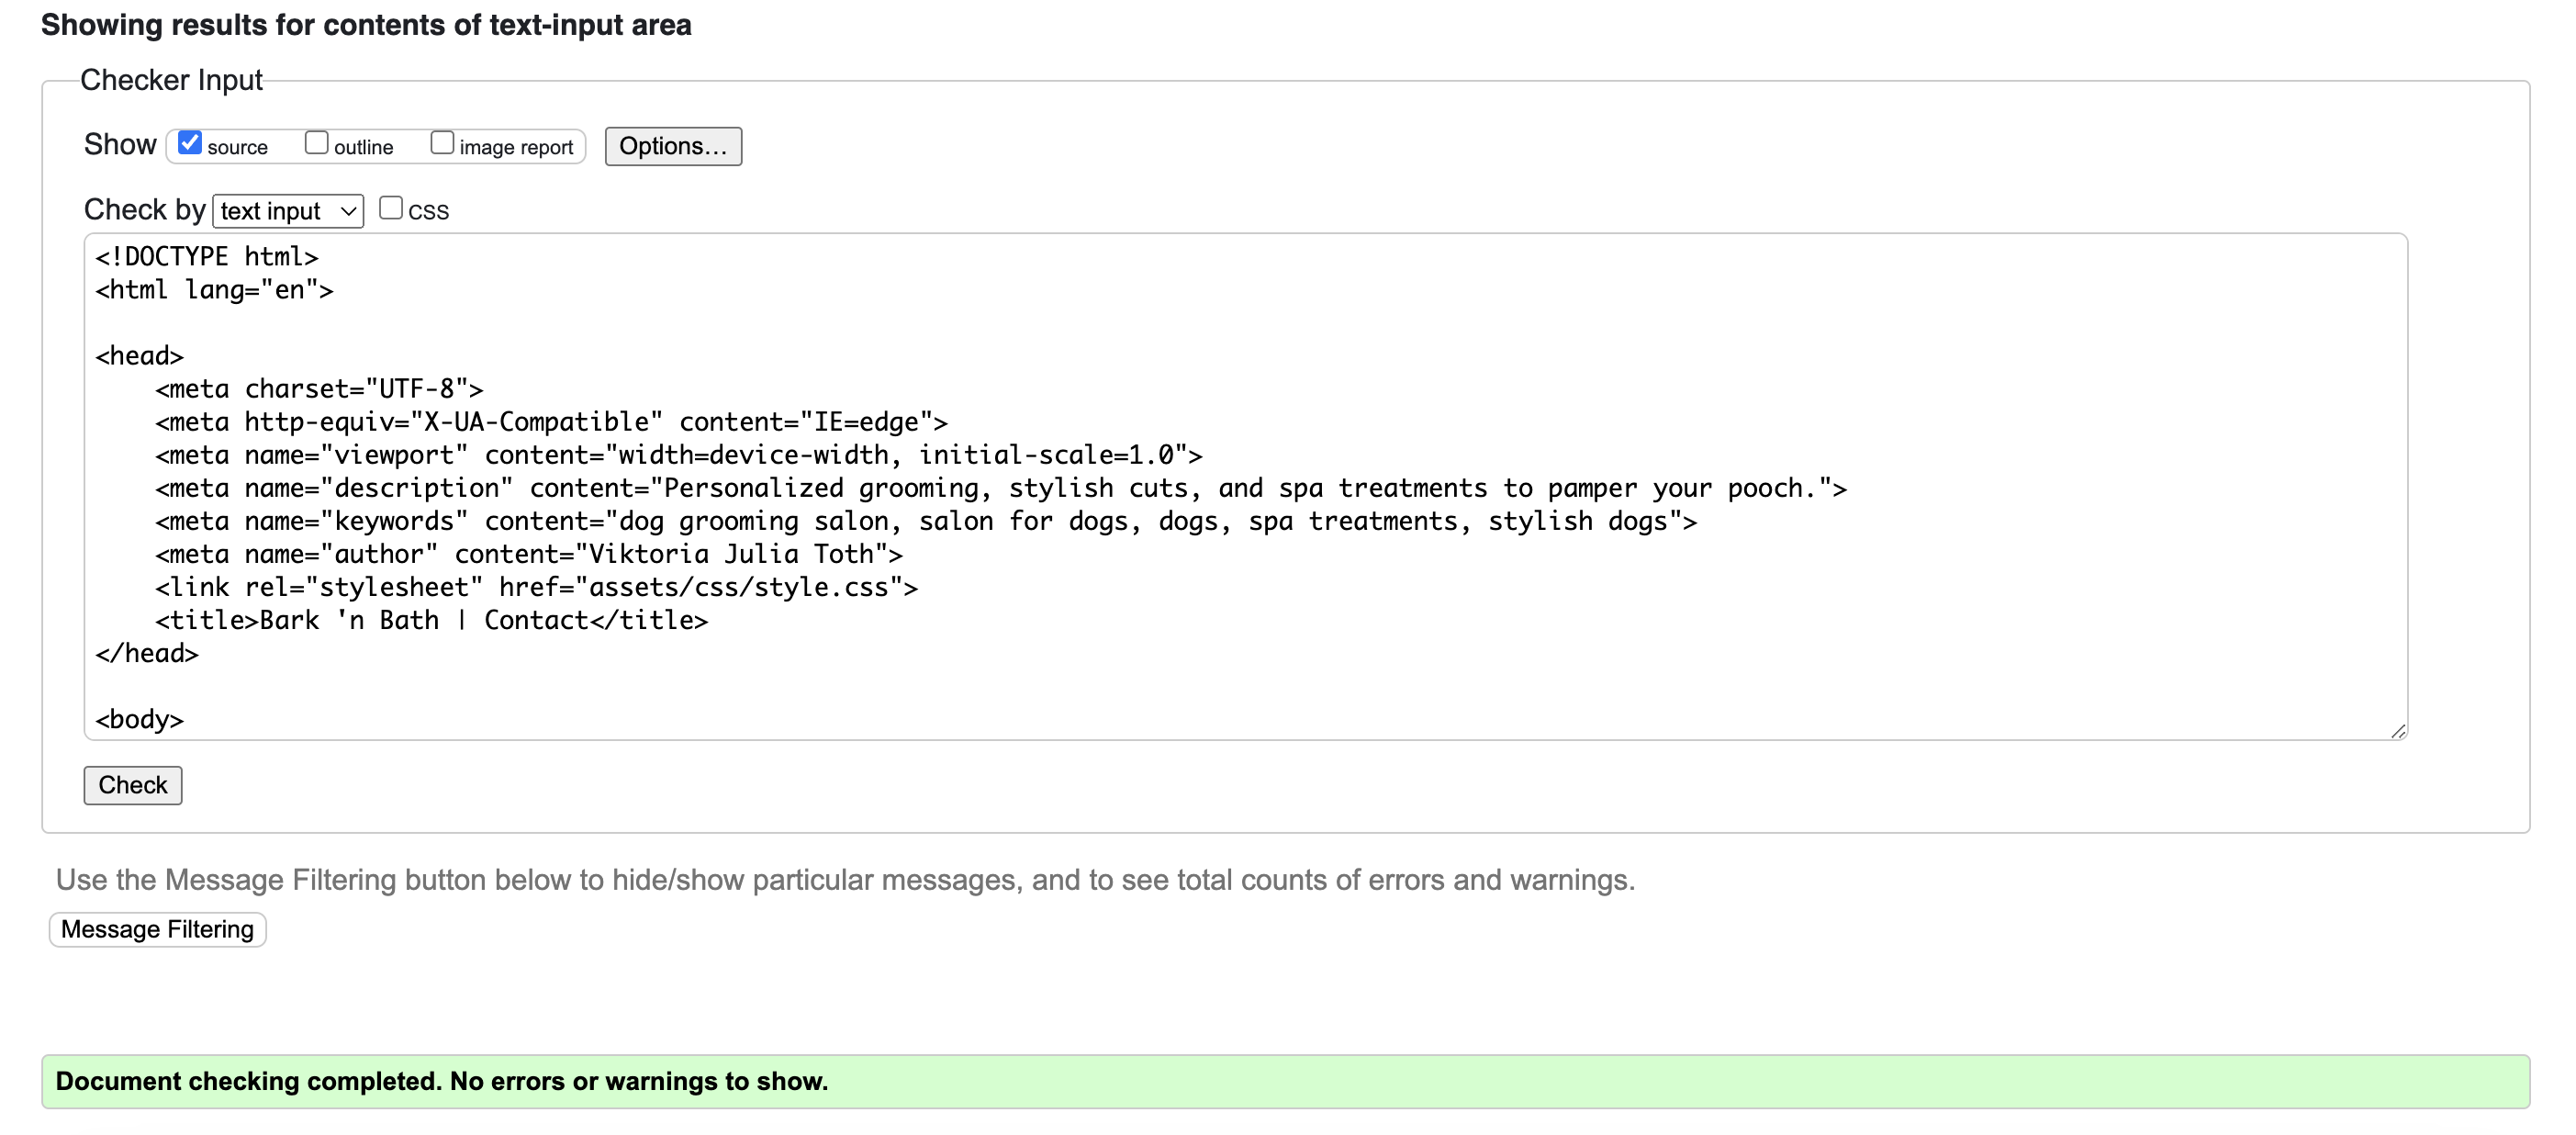 Showing results for contents of text-input area
Checker Input
Show source outline image report Options...
Check by text input CSS
<!DOCTYPE html>
<html lang="en">
<head>
    <meta charset="UTF-8">
    <meta http-equiv="X-UA-Compatible" content="IE=edge">
    <meta name="viewport" content="width=device-width, initial-scale=1.0">
    <meta name="description" content="Personalized grooming, stylish cuts, and spa treatments to pamper your pooch.">
    <meta name="keywords" content="dog grooming salon, salon for dogs, dogs, spa treatments, stylish dogs">
    <meta name="author" content="Viktoria Julia Toth">
    <link rel="stylesheet" href="assets/css/style.css">
    <title>Bark 'n Bath | Contact</title>
</head>
<body>
Check
Use the Message Filtering button below to hide/show particular messages, and to see total counts of errors and warnings.
Message Filtering
Document checking completed. No errors or warnings to show.